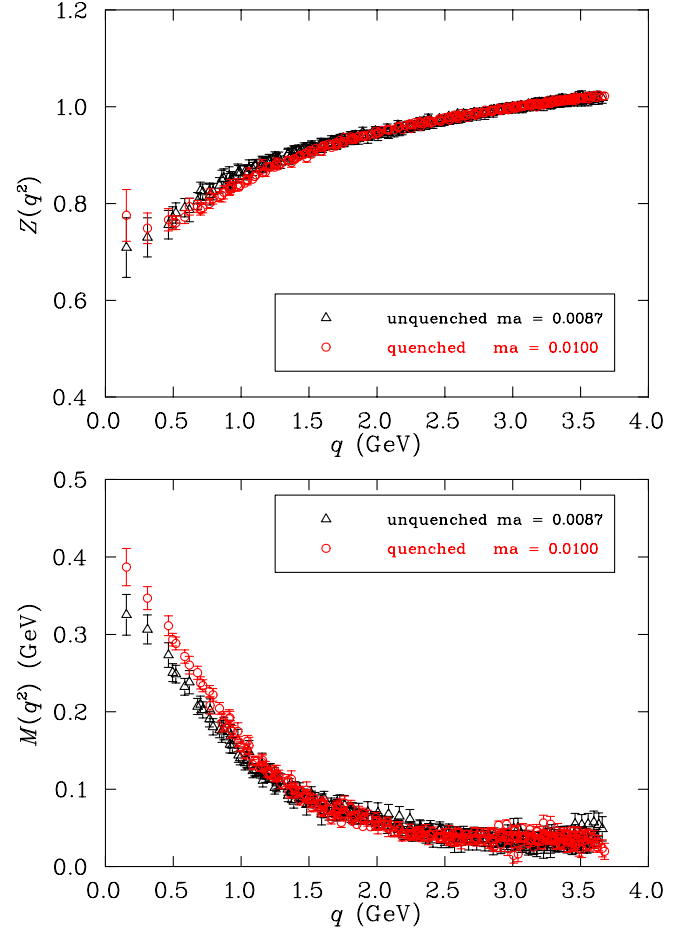 1.2
1.0
0.8
0.6
0.4
Z(q²)
unquenched ma = 0.0087
quenched ma = 0.0100
0.0 0.5 1.0 1.5 2.0 2.5 3.0 3.5 4.0
q (GeV)
0.5
0.4
0.3
0.2
0.1
0.0
M(q²) (GeV)
unquenched ma = 0.0087
quenched ma = 0.0100
0.0 0.5 1.0 1.5 2.0 2.5 3.0 3.5 4.0
q (GeV)